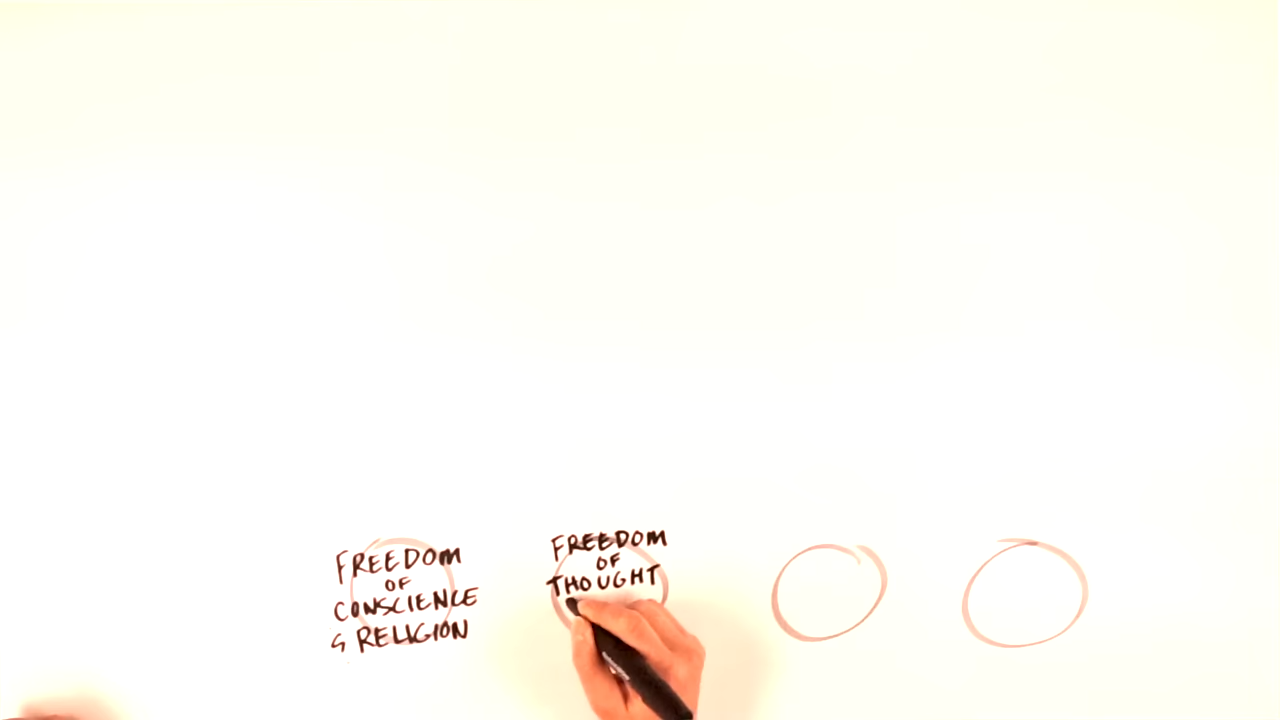 FREEDOM
OF
CONSCIENCE
& RELIGION
FREEDOM
OF
THOUGHT